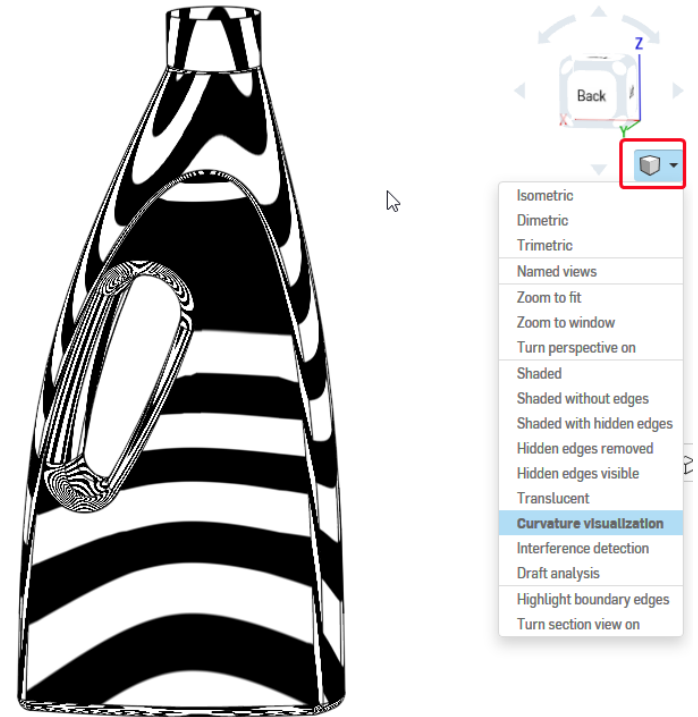 Z
Back
X
Y
Isometric
Dimetric
Trimetric
Named views
Zoom to fit
Zoom to window
Turn perspective on
Shaded
Shaded without edges
Shaded with hidden edges
Hidden edges removed
Hidden edges visible
Translucent
Curvature visualization
Interference detection
Draft analysis
Highlight boundary edges
Turn section view on